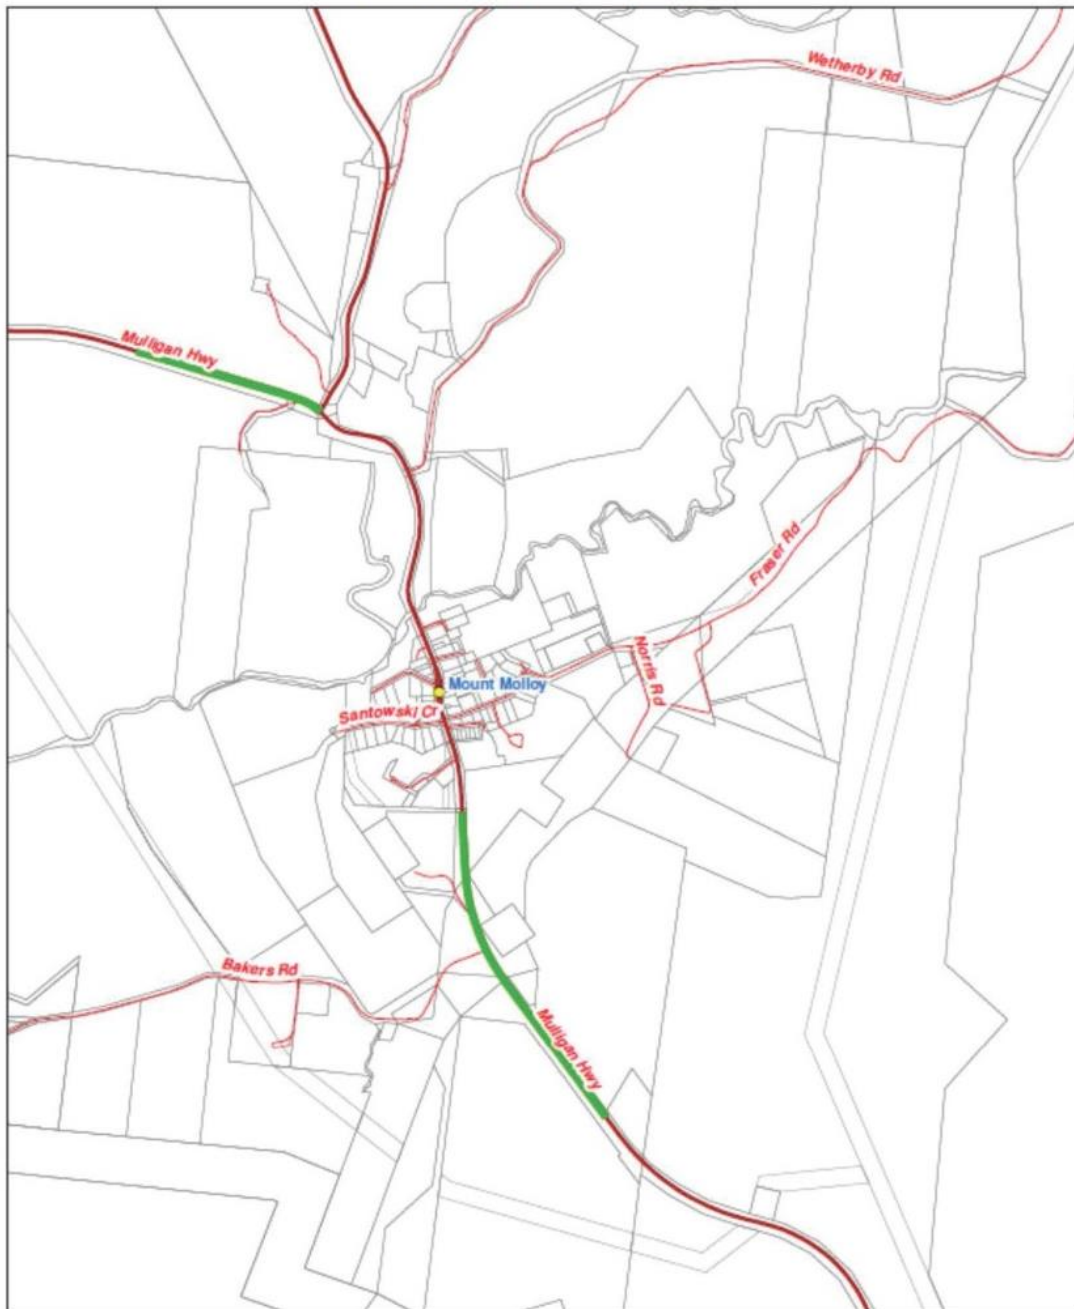 Wetherby Rd
Mulligan Hwy
Fraser Rd
Norris Rd
Mount Molloy
Santowski Cr
Bakers Rd
Mulligan Hwy